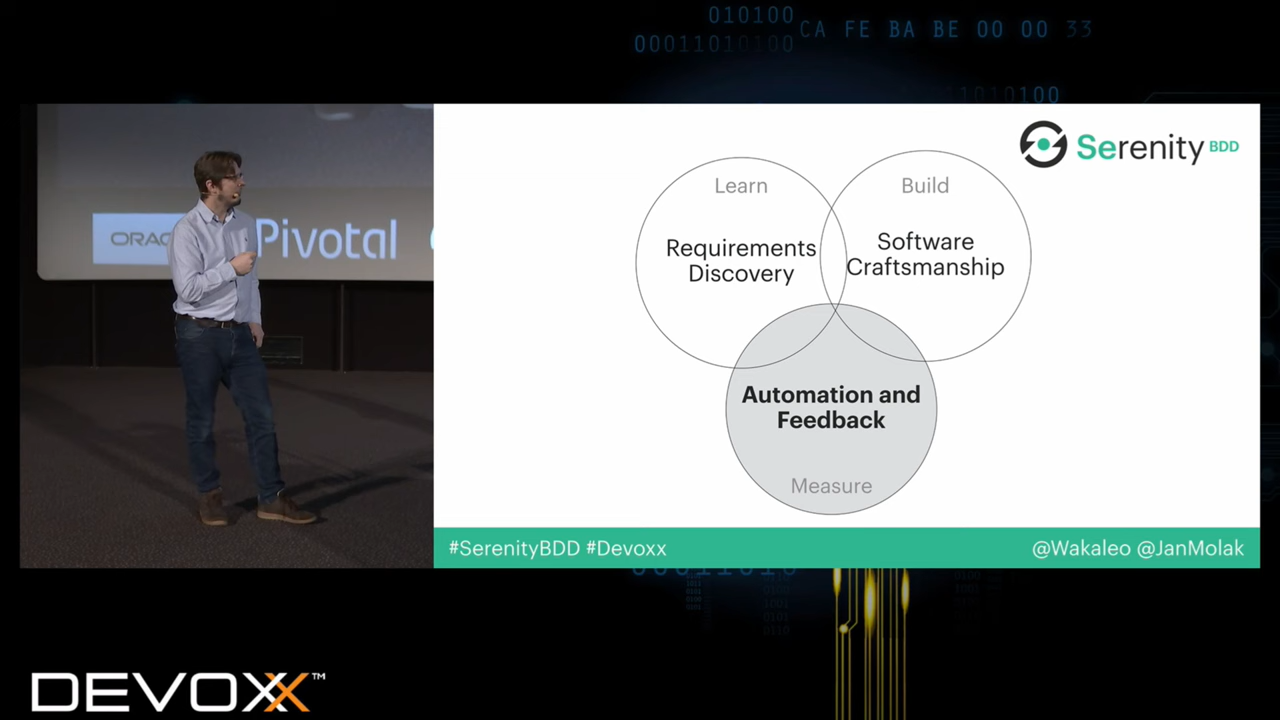 010100
CA FE BA BE 00 00 33
00011010100
Serenity BDD
Learn
Build
Requirements
Discovery
Software
Craftsmanship
Automation and
Feedback
Measure
Pivotal
#SerenityBDD #Devoxx
@Wakaleo @JanMolak
DEVOXX™